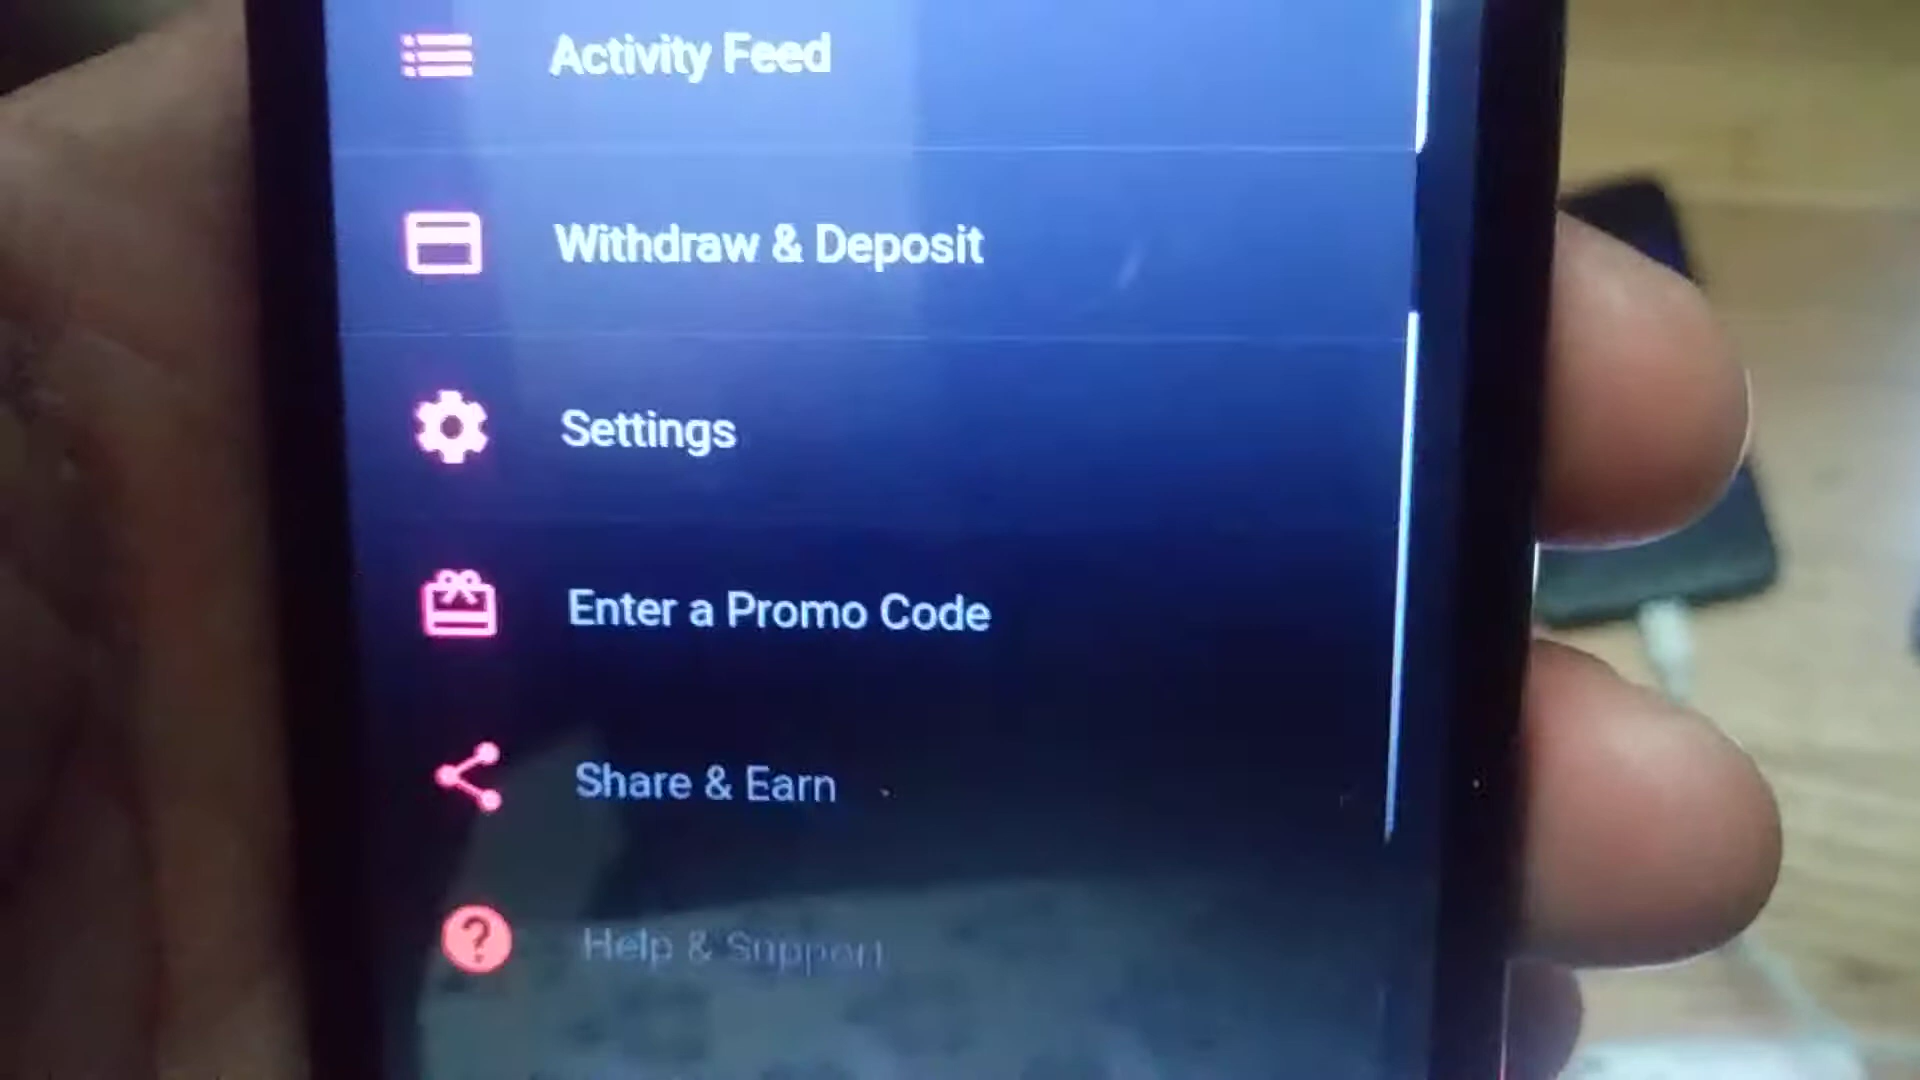 Activity Feed
Withdraw & Deposit
Settings
Enter a Promo Code
Share & Earn
Help & Support